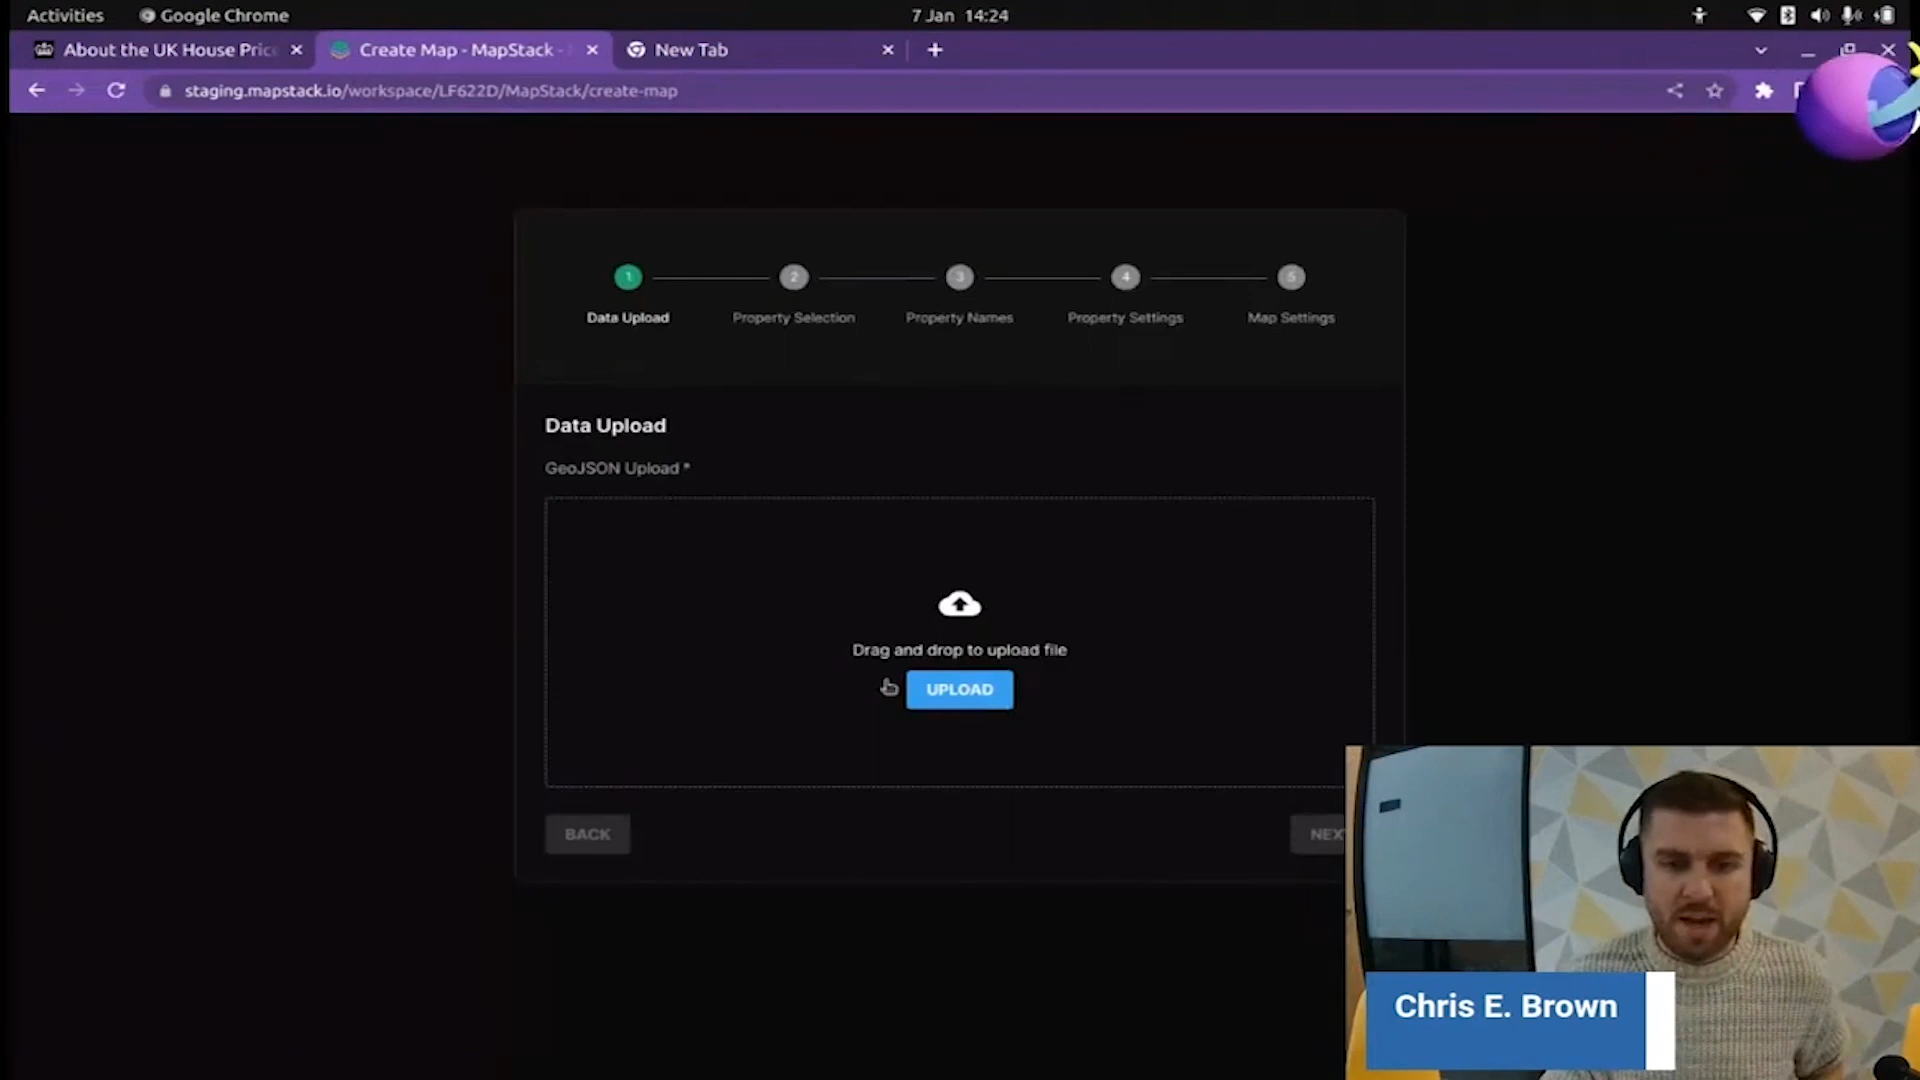 Activities
Google Chrome
7 Jan 14:24
About the UK House Pric
Create Map - MapStack -
New Tab
staging.mapstack.io/workspace/LF622D/MapStack/create-map
1
2
3
4
5
Data Upload
Property Selection
Property Names
Property Settings
Map Settings
Data Upload
GeoJSON Upload *
Drag and drop to upload file
UPLOAD
BACK
NEX
Chris E. Brown